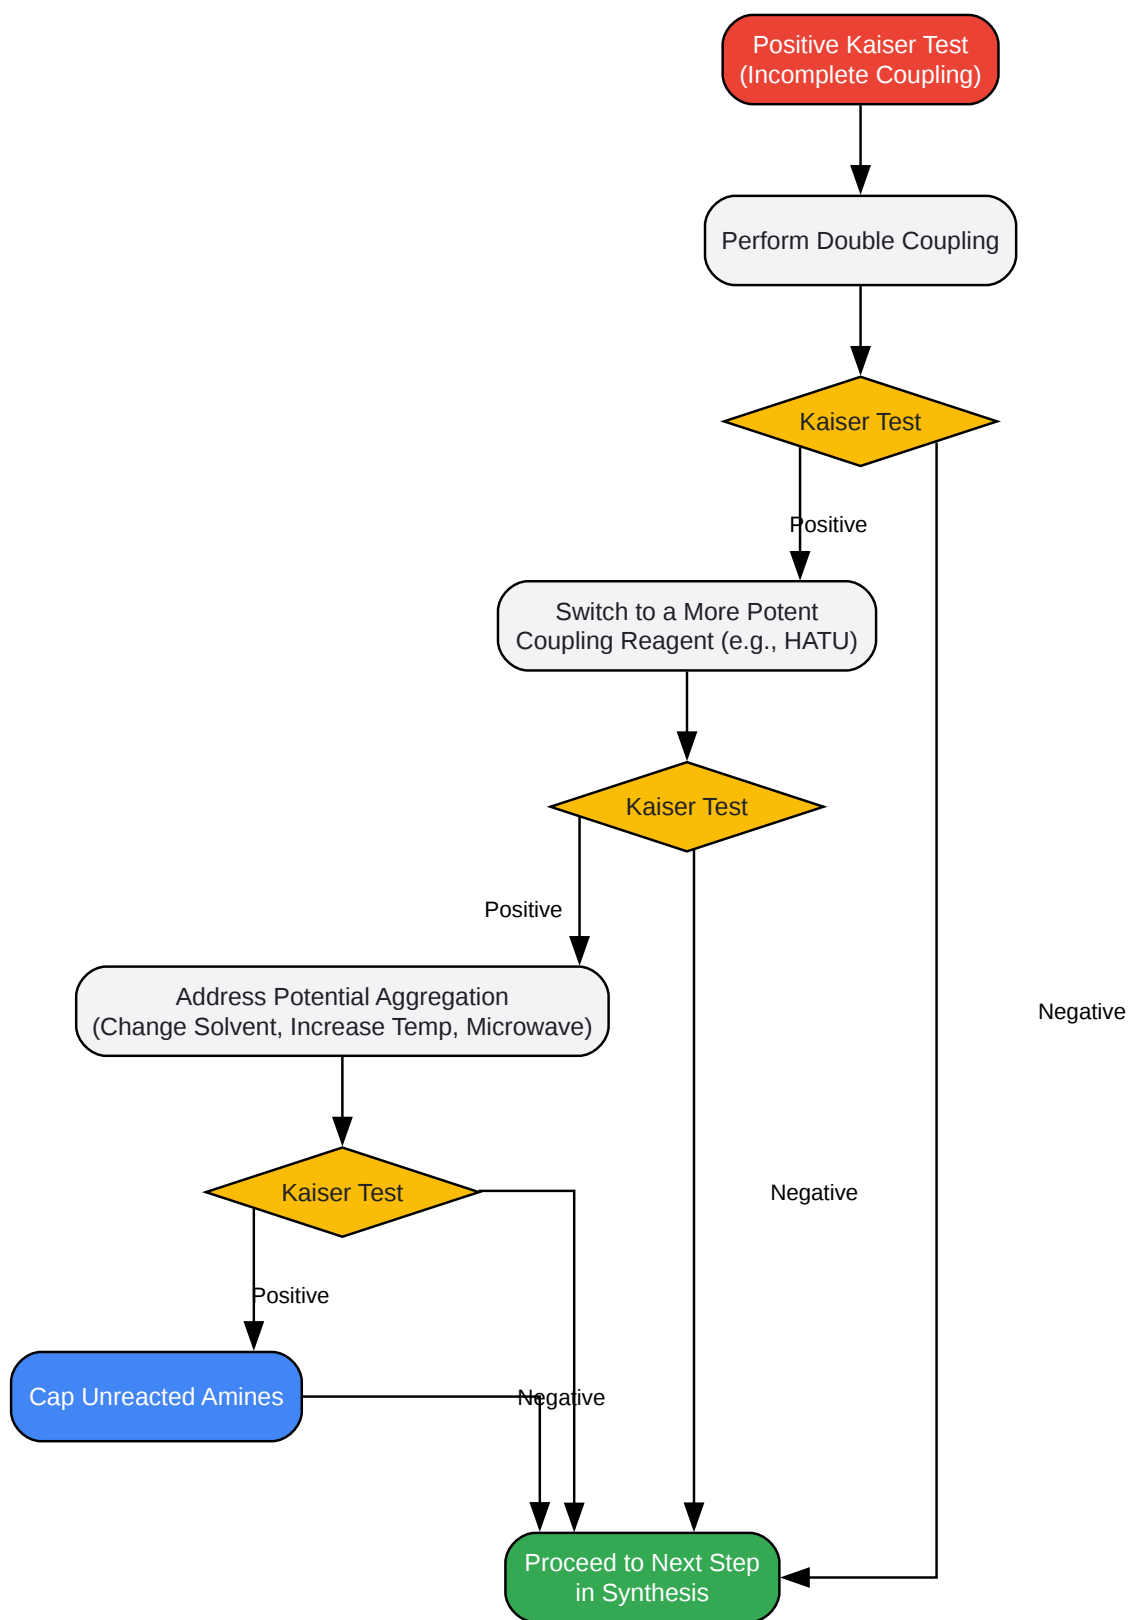 Positive Kaiser Test
(Incomplete Coupling)
Perform Double Coupling
Kaiser Test
Positive
Switch to a More Potent
Coupling Reagent (e.g., HATU)
Kaiser Test
Positive
Address Potential Aggregation
(Change Solvent, Increase Temp, Microwave)
Negative
Kaiser Test
Negative
Positive
Cap Unreacted Amines
Negative
Proceed to Next Step
in Synthesis